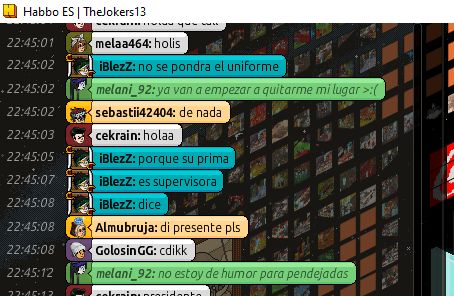 Habbo ES | TheJokers13
22:45:01 melaa464: holis
22:45:02 iBlezZ: no se pondra el uniforme
22:45:02 melani_92: ya van a empezar a quitarme mi lugar >:(
22:45:02 sebastii42404: de nada
22:45:03 cekrain: holaa
22:45:05 iBlezZ: porque su prima
22:45:07 iBlezZ: es supervisora
22:45:08 iBlezZ: dice
22:45:08 Almubruja: di presente pls
22:45:08 GolosinGG: cdikk
22:45:12 melani_92: no estoy de humor para pendejadas
cekrain: presidente